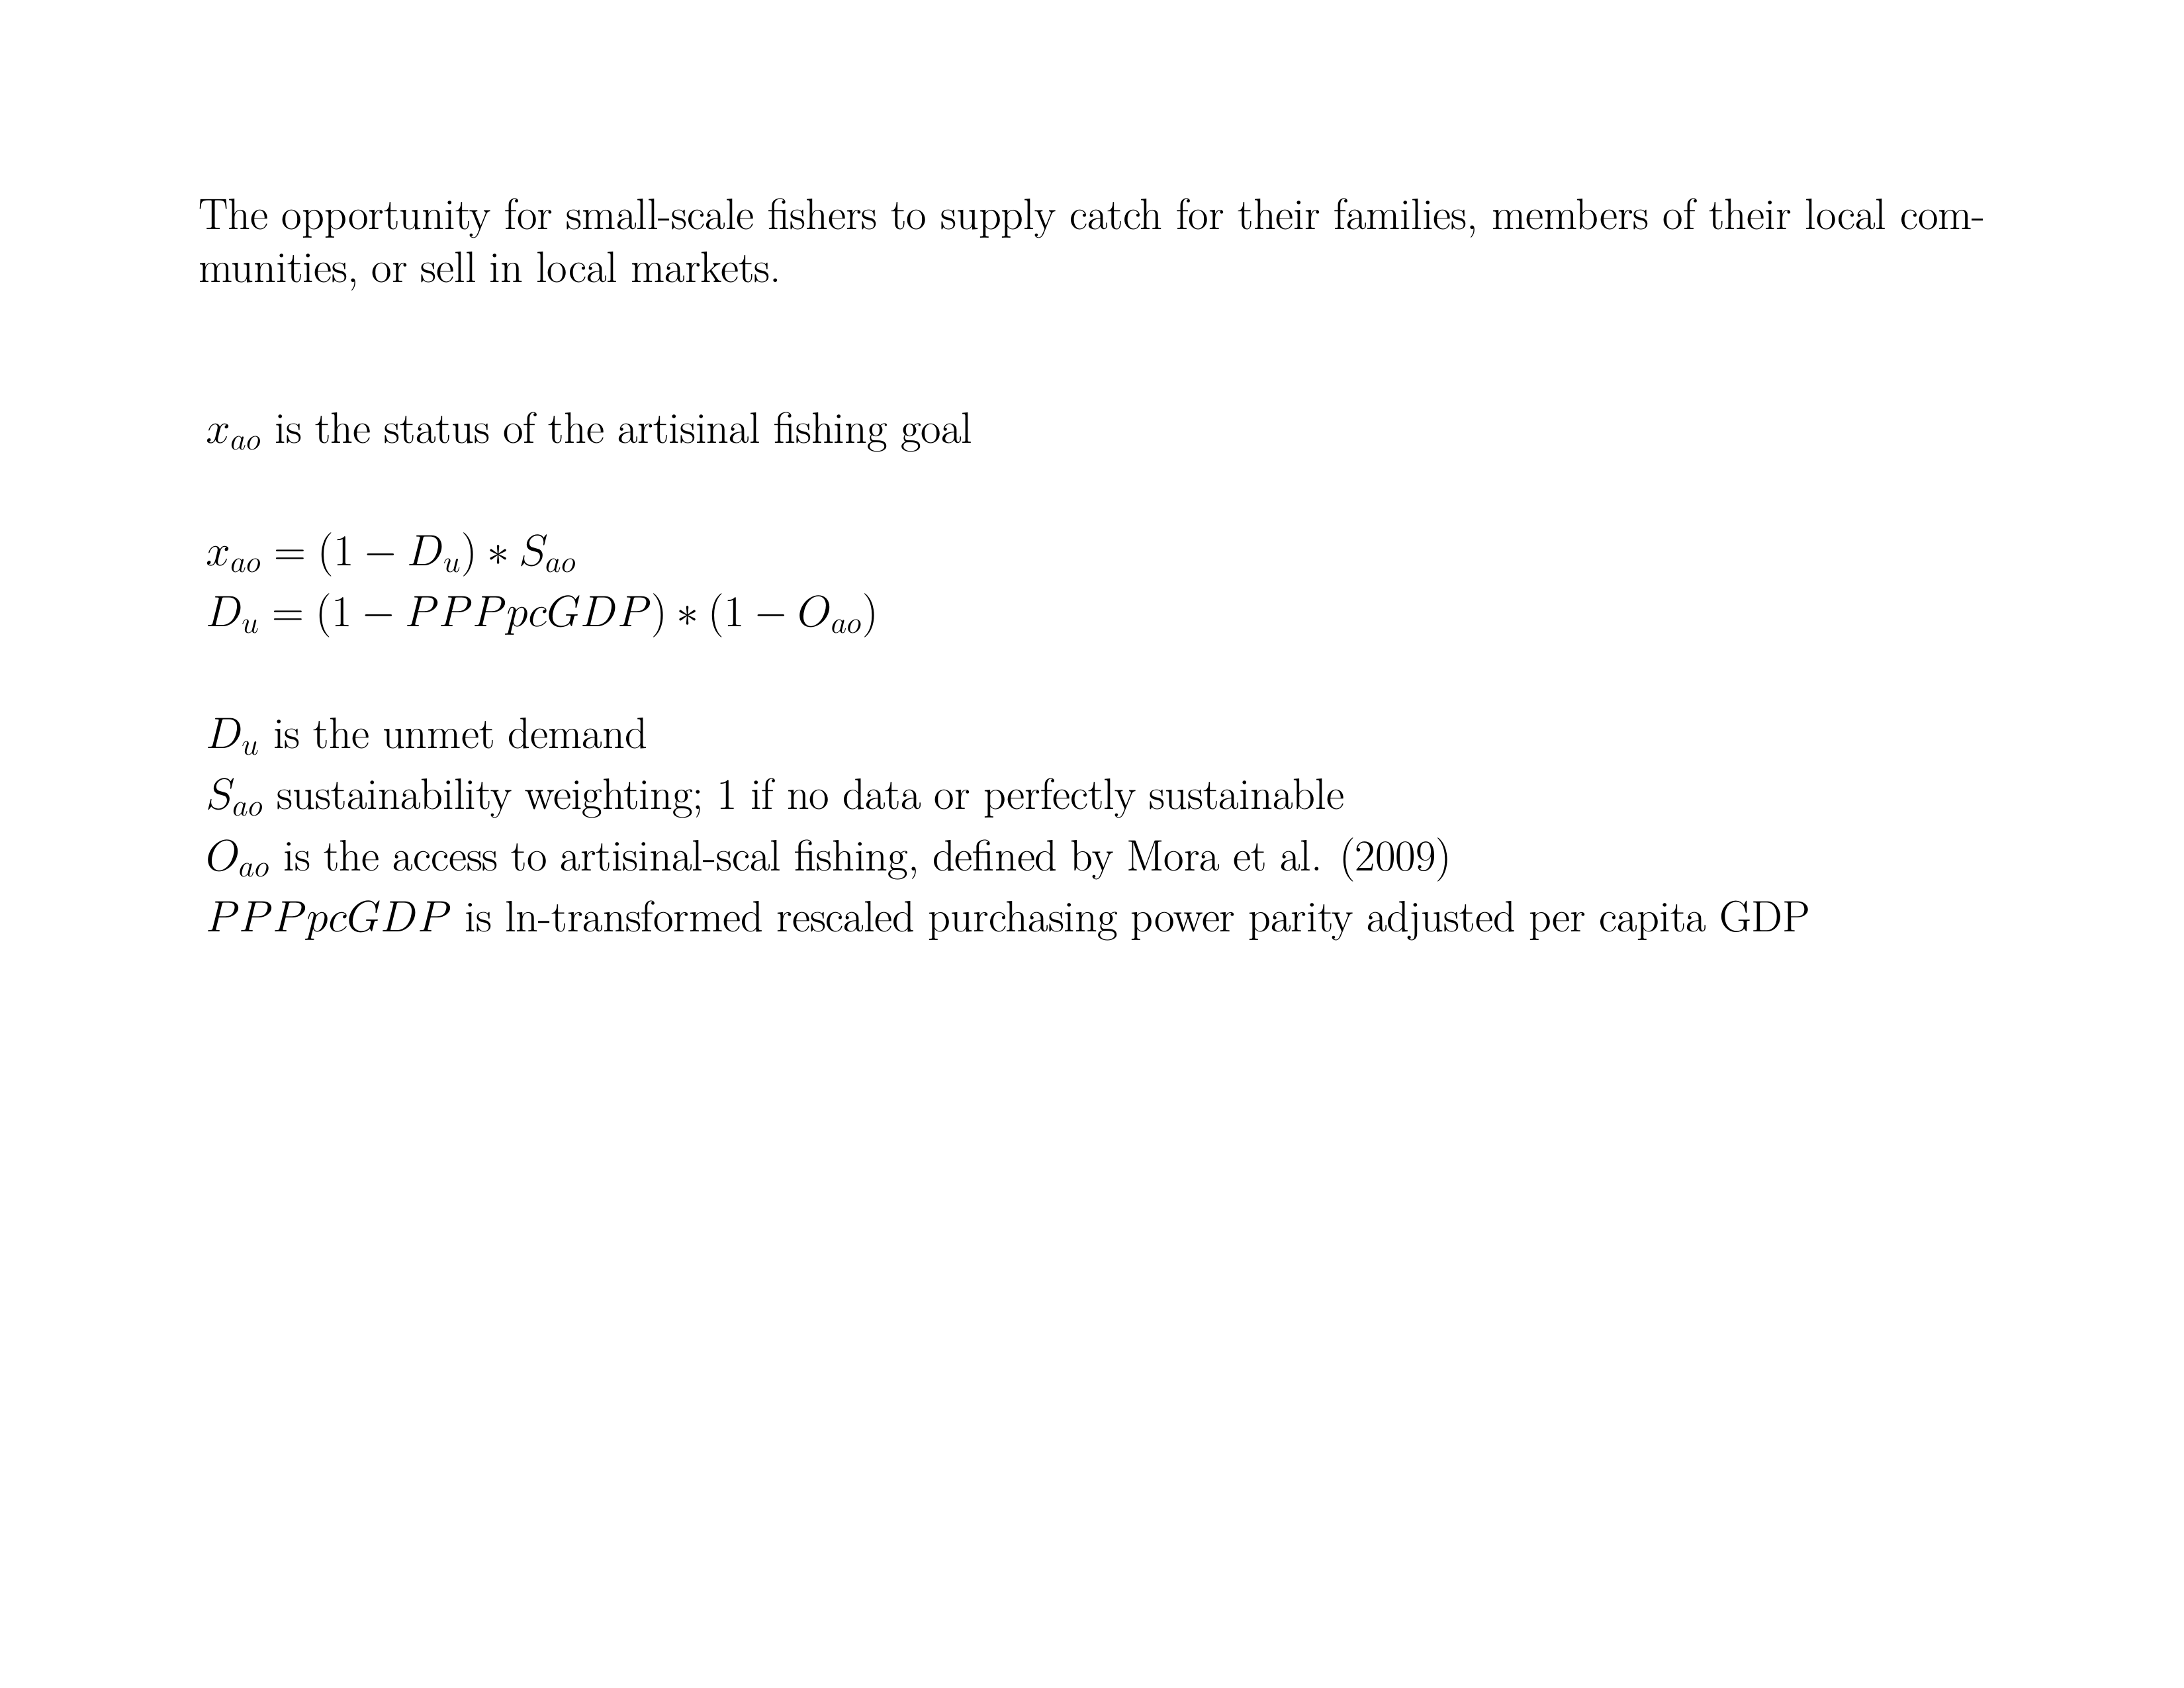 The opportunity for small-scale fishers to supply catch for their families, members of their local com-
munities, or sell in local markets.
x_{ao} is the status of the artisinal fishing goal
x_{ao} = (1 − D_u) ∗ S_{ao}
D_u = (1 − PPPpcGDP) ∗ (1 − O_{ao})
D_u is the unmet demand
S_{ao} sustainability weighting; 1 if no data or perfectly sustainable
O_{ao} is the access to artisinal-scal fishing, defined by Mora et al. (2009)
PPPpcGDP is ln-transformed rescaled purchasing power parity adjusted per capita GDP